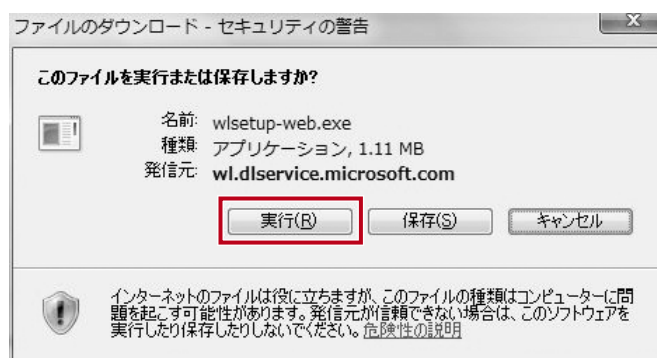 ファイルのダウンロード - セキュリティの警告
このファイルを実行または保存しますか?
名前: wlsetup-web.exe
種類: アプリケーション, 1.11 MB
発信元: wl.dlservice.microsoft.com
実行(R) 保存(S) キャンセル
インターネットのファイルは役に立ちますが、このファイルの種類はコンピューターに問
題を起こす可能性があります。発信元が信頼できない場合は、このソフトウェアを
実行したり保存したりしないでください。危険性の説明